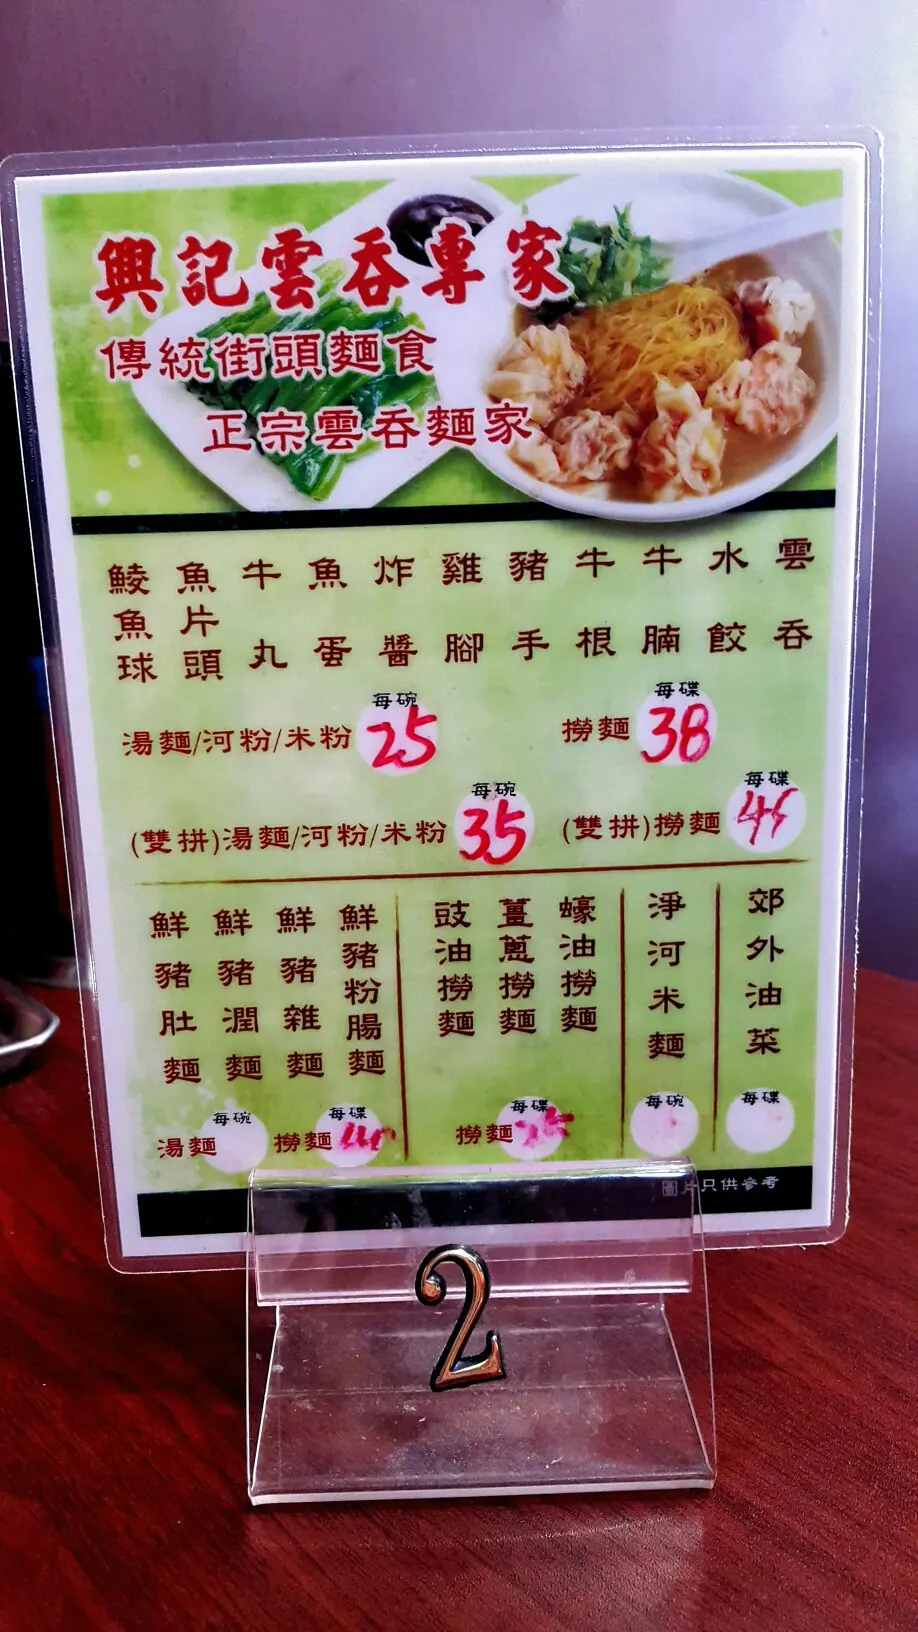 興記雲吞專家
傳統街頭麵食
正宗雲吞麵家
雲吞
水餃
牛腩
牛根
豬手
雞腳
炸醬
魚蛋
牛丸
魚片頭
鯪魚球
湯麵/河粉/米粉 每碗 25
撈麵 每碟 38
(雙拼)湯麵/河粉/米粉 每碗 35
(雙拼)撈麵 每碟
郊外油菜
每碟
淨河米麵
每碗
蠔油撈麵
薑蔥撈麵
豉油撈麵
撈麵 每碟
鮮豬粉腸麵
鮮豬雜麵
鮮豬潤麵
鮮豬肚麵
湯麵 每碗
撈麵 每碟
圖片只供參考
2